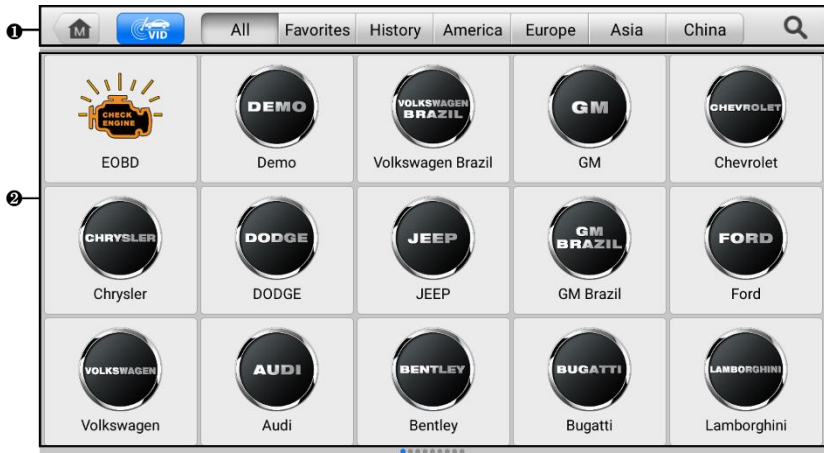 ❶
M
VID
All
Favorites
History
America
Europe
Asia
China
❷
CHECK
ENGINE
EOBD
DEMO
Demo
VOLKSWAGEN
BRAZIL
Volkswagen Brazil
GM
GM
CHEVROLET
Chevrolet
CHRYSLER
Chrysler
DODGE
DODGE
JEEP
JEEP
GM
BRAZIL
GM Brazil
FORD
Ford
VOLKSWAGEN
Volkswagen
AUDI
Audi
BENTLEY
Bentley
BUGATTI
Bugatti
LAMBORGHINI
Lamborghini